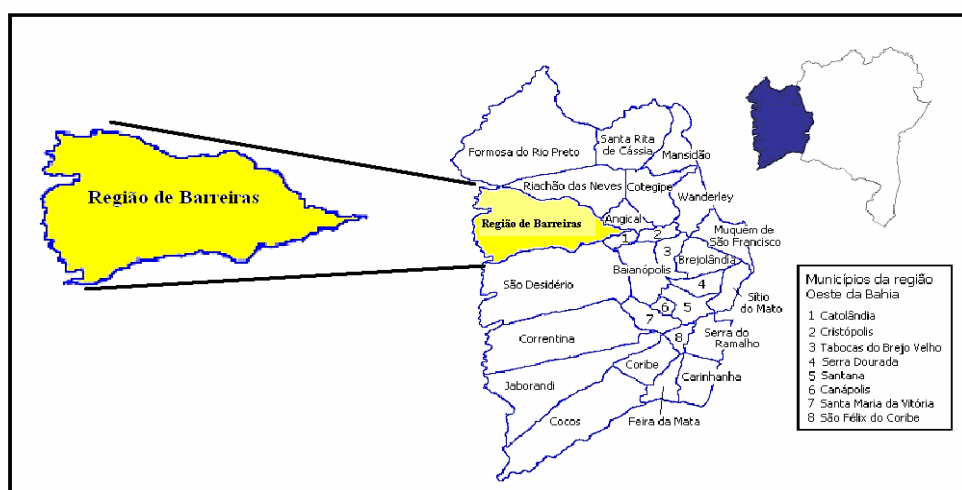 Região de Barreiras
Formosa do Rio Preto
Santa Rita
de Cássia
Mansidão
Riachão das Neves
Cotegipe
Wanderley
Angical
Região de Barreiras
1
2
3
Muquém de
São Francisco
Brejolândia
Baianópolis
São Desidério
4
Sítio
do Mato
6
5
7
8
Serra do
Ramalho
Correntina
Coribe
Carinhanha
Jaborandi
Cocos
Feira da Mata
Municípios da região
Oeste da Bahia
1 Catolândia
2 Cristópolis
3 Tabocas do Brejo Velho
4 Serra Dourada
5 Santana
6 Canápolis
7 Santa Maria da Vitória
8 São Félix do Coribe